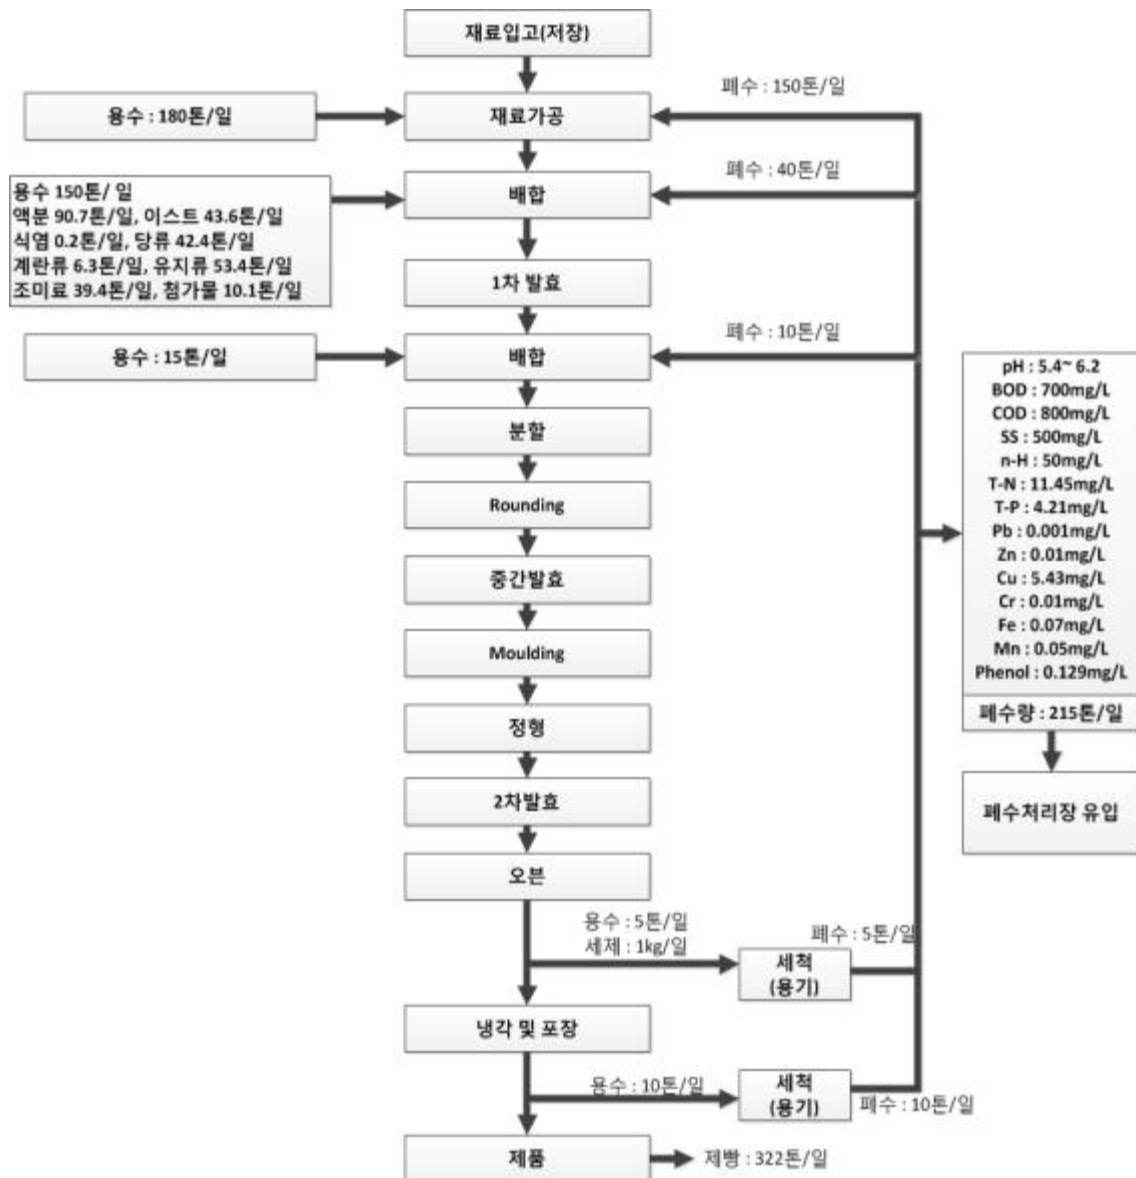 재료입고(저장)
폐수 : 150톤/일
용수 : 180톤/일
재료가공
폐수 : 40톤/일
용수 150톤/ 일
액분 90.7톤/일, 이스트 43.6톤/일
식염 0.2톤/일, 당류 42.4톤/일
계란류 6.3톤/일, 유지류 53.4톤/일
조미료 39.4톤/일, 첨가물 10.1톤/일
배합
1차 발효
폐수 : 10톤/일
용수 : 15톤/일
배합
분할
Rounding
중간발효
Moulding
정형
2차발효
오븐
pH : 5.4~ 6.2
BOD : 700mg/L
COD : 800mg/L
SS : 500mg/L
n-H : 50mg/L
T-N : 11.45mg/L
T-P : 4.21mg/L
Pb : 0.001mg/L
Zn : 0.01mg/L
Cu : 5.43mg/L
Cr : 0.01mg/L
Fe : 0.07mg/L
Mn : 0.05mg/L
Phenol : 0.129mg/L
폐수량 : 215톤/일
폐수처리장 유입
용수 : 5톤/일
세제 : 1kg/일
폐수 : 5톤/일
세척
(용기)
냉각 및 포장
용수 : 10톤/일
세척
(용기)
폐수 : 10톤/일
제품
제빵 : 322톤/일